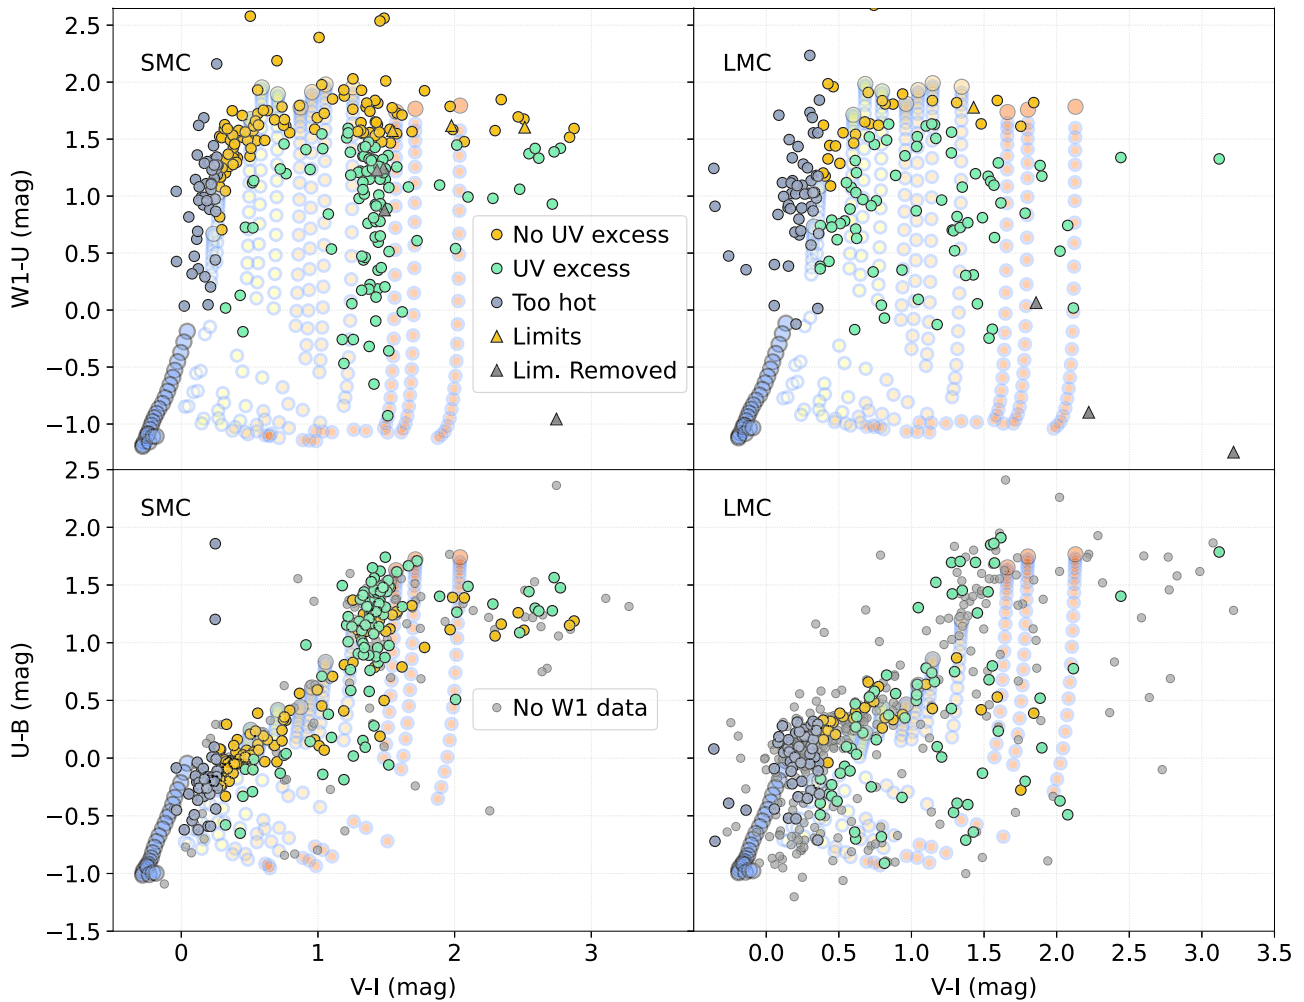 SMC
LMC
2.5
2.0
1.5
1.0
0.5
0.0
−0.5
−1.0
W1-U (mag)
No UV excess
UV excess
Too hot
Limits
Lim. Removed
SMC
LMC
2.5
2.0
1.5
1.0
0.5
0.0
−0.5
−1.0
−1.5
U-B (mag)
No W1 data
0 1 2 3
0.0 0.5 1.0 1.5 2.0 2.5 3.0 3.5
V-I (mag)
V-I (mag)